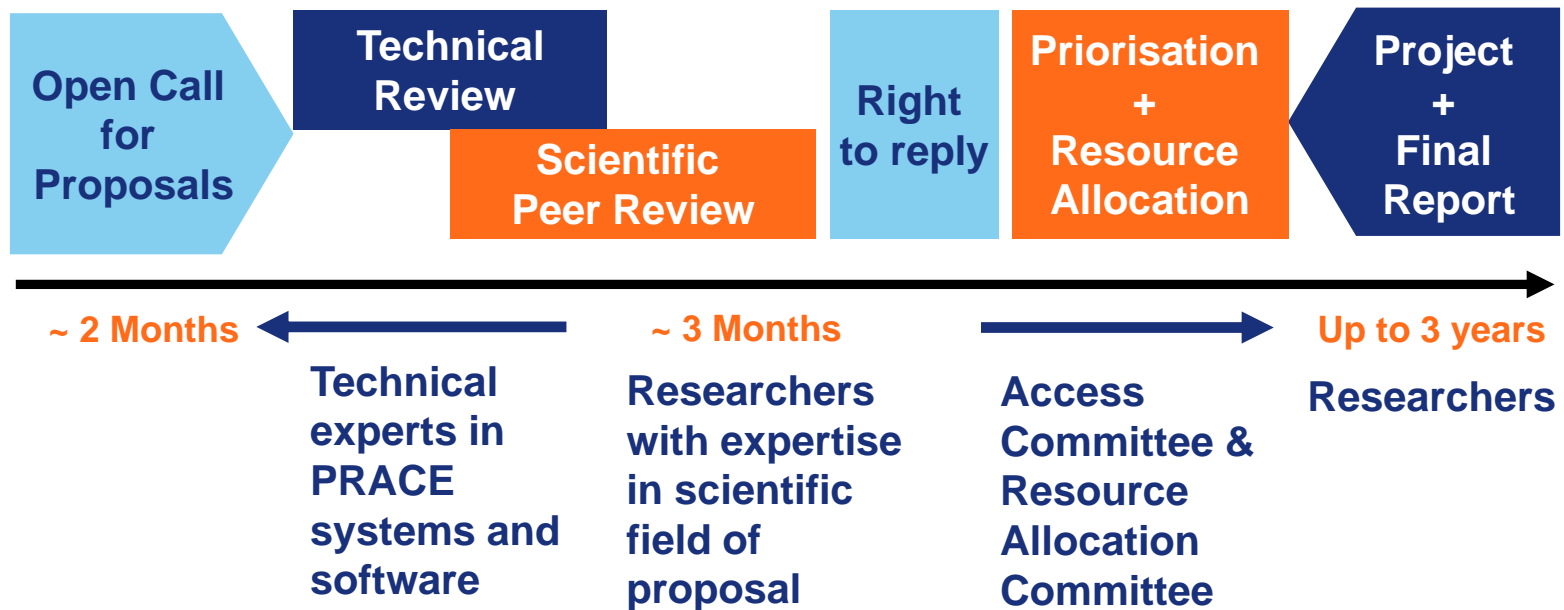 Open Call
for
Proposals
Technical
Review
Scientific
Peer Review
Right
to reply
Priorisation
+
Resource
Allocation
Project
+
Final
Report
~ 2 Months
~ 3 Months
Up to 3 years
Technical
experts in
PRACE
systems and
software
Researchers
with expertise
in scientific
field of
proposal
Access
Committee &
Resource
Allocation
Committee
Researchers